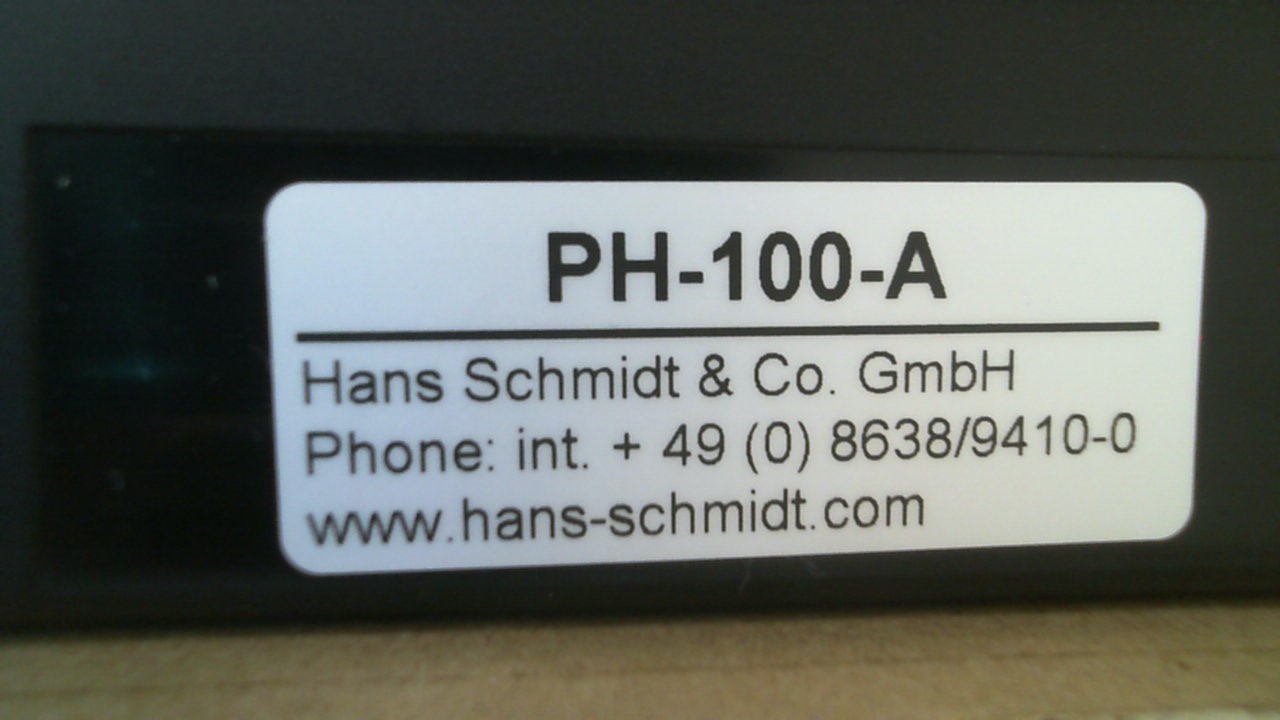 PH-100-A
Hans Schmidt & Co. GmbH
Phone: int. + 49 (0) 8638/9410-0
www.hans-schmidt.com